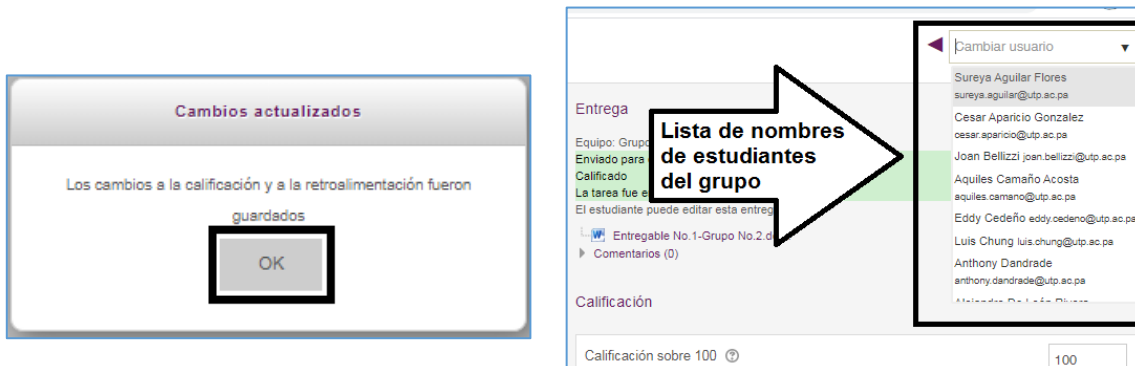 Cambios actualizados
Los cambios a la calificación y a la retroalimentación fueron
guardados
OK
Cambiar usuario
Sureya Aguilar Flores
sureya.aguilar@utp.ac.pa
Cesar Aparicio Gonzalez
cesar.aparicio@utp.ac.pa
Joan Bellizzi joan.bellizzi@utp.ac.pa
Aquiles Camaño Acosta
aquiles.camano@utp.ac.pa
Eddy Cedeño eddy.cedeno@utp.ac.pa
Luis Chung luis.chung@utp.ac.pa
Anthony Dandrade
anthony.dandrade@utp.ac.pa
Entrega
Equipo: Grupo
Enviado para
Calificado
La tarea fue
El estudiante puede editar esta
Entregable No.1-Grupo No.2
Comentarios (0)
Lista de nombres
de estudiantes
del grupo
Calificación
Calificación sobre 100
100